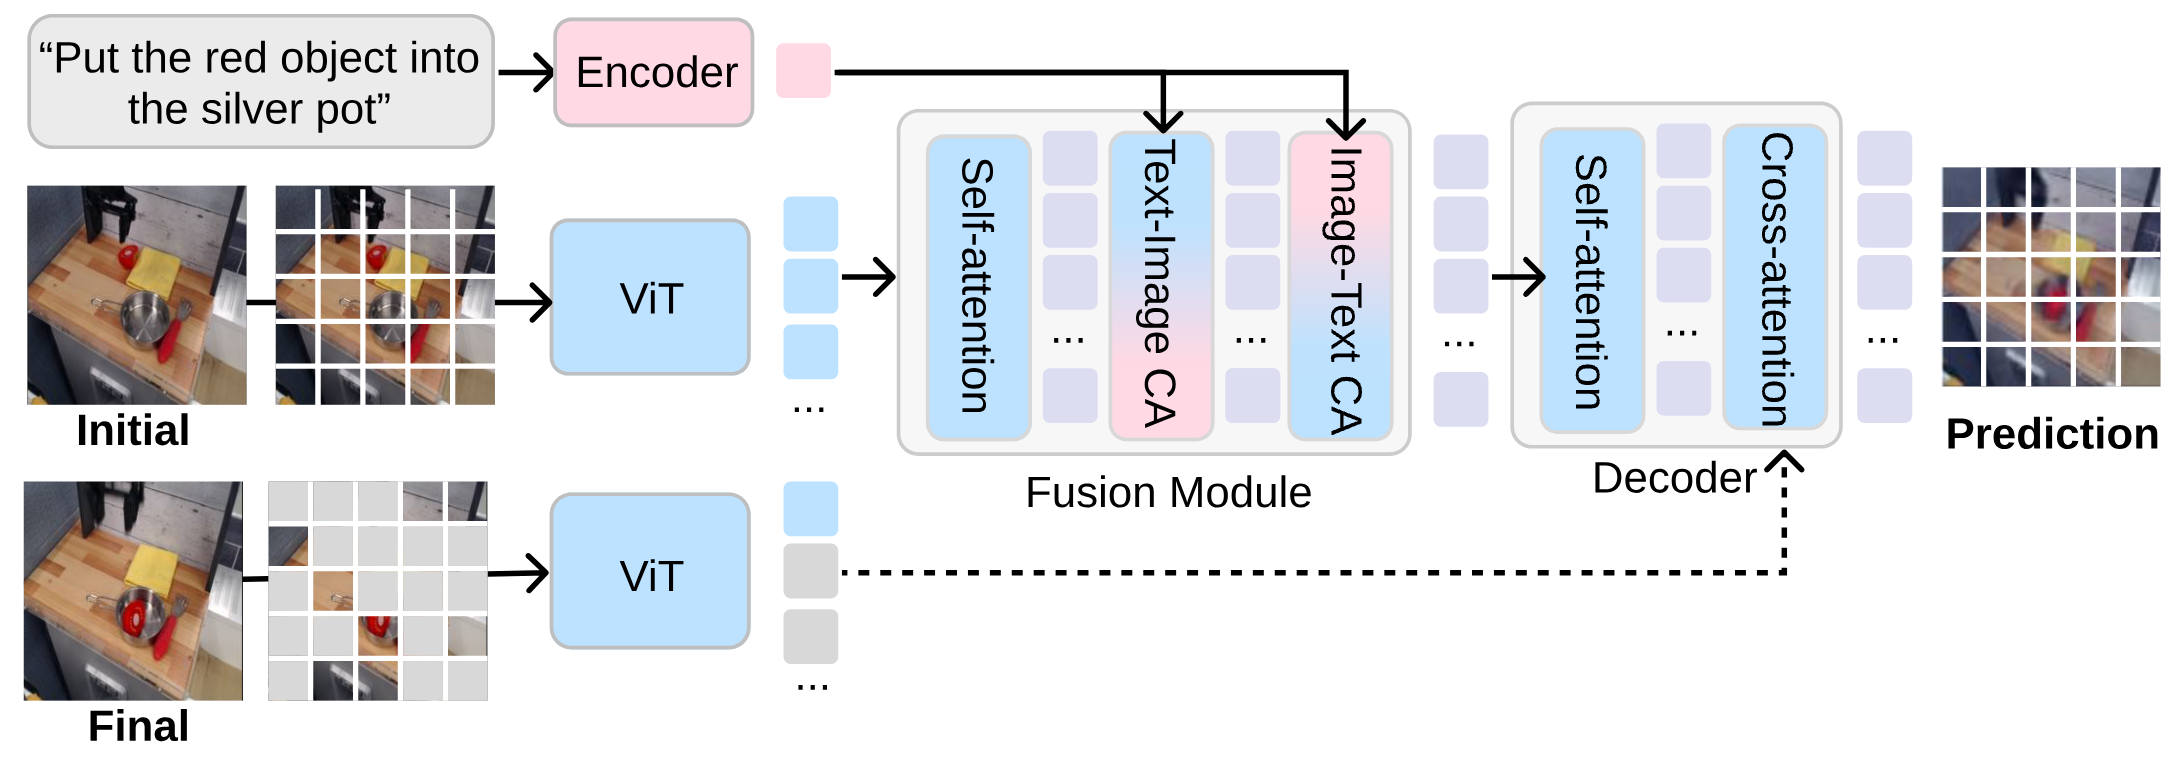 “Put the red object into
the silver pot”
Encoder
Initial
ViT
Self-attention
...
Text-Image CA
...
Image-Text CA
...
Fusion Module
Self-attention
...
Cross-attention
...
Decoder
Prediction
...
Final
ViT
...